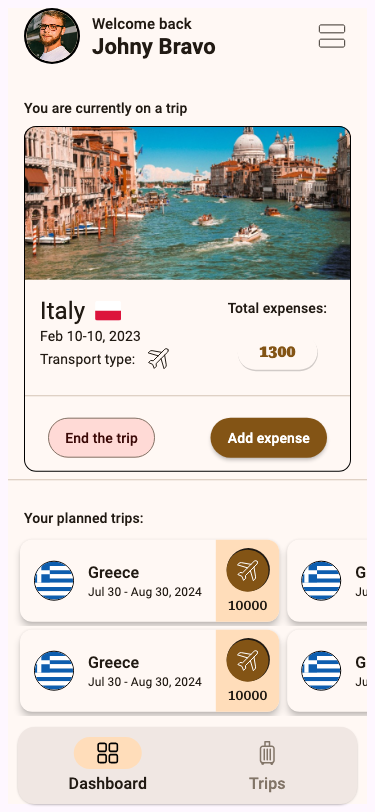 Welcome back
Johny Bravo
You are currently on a trip
Italy
Total expenses:
Feb 10-10, 2023
1300
Transport type:
End the trip
Add expense
Your planned trips:
Greece
Jul 30 - Aug 30, 2024
10000
G
Ju
Greece
Jul 30 - Aug 30, 2024
10000
G
Ju
Dashboard
Trips